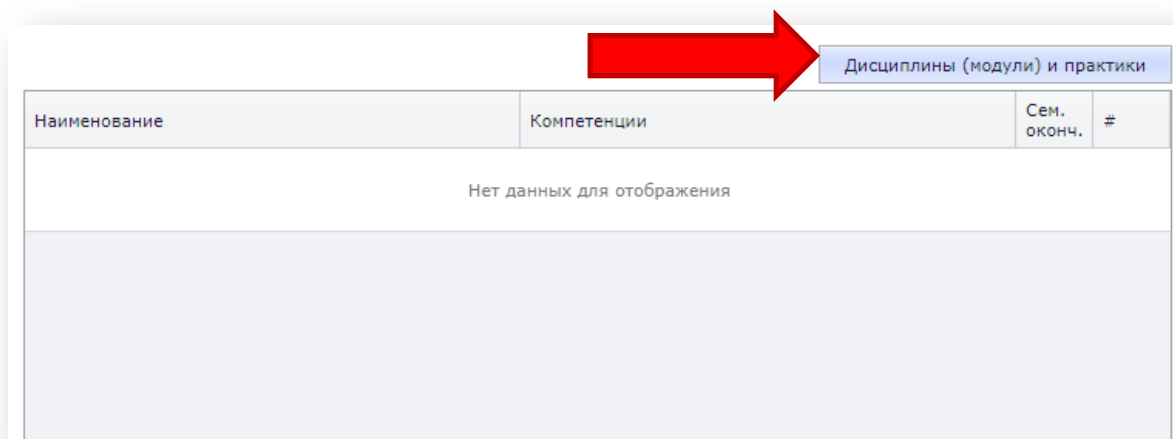 Дисциплины (модули) и практики
Наименование
Компетенции
Сем.
оконч.
#
Нет данных для отображения